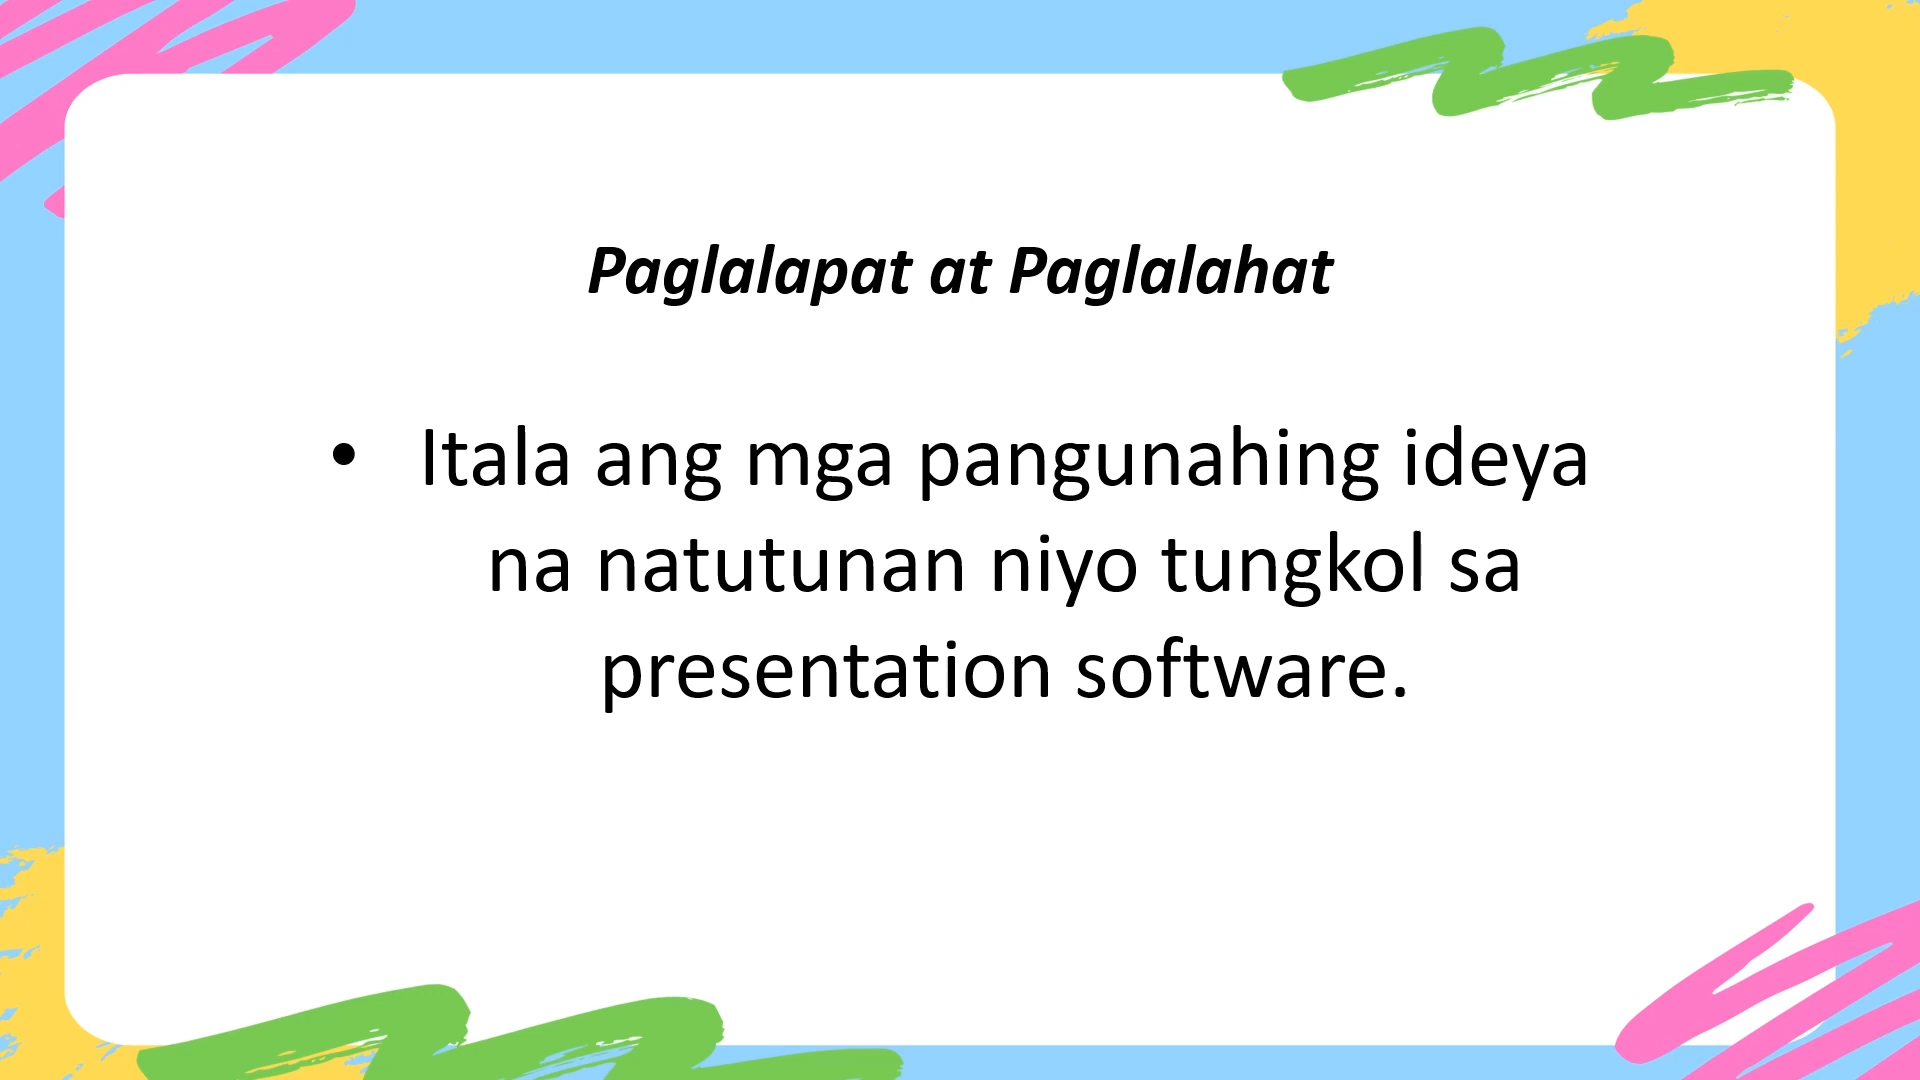 Paglalapat at Paglalahat
• Itala ang mga pangunahing ideya
na natutunan niyo tungkol sa
presentation software.